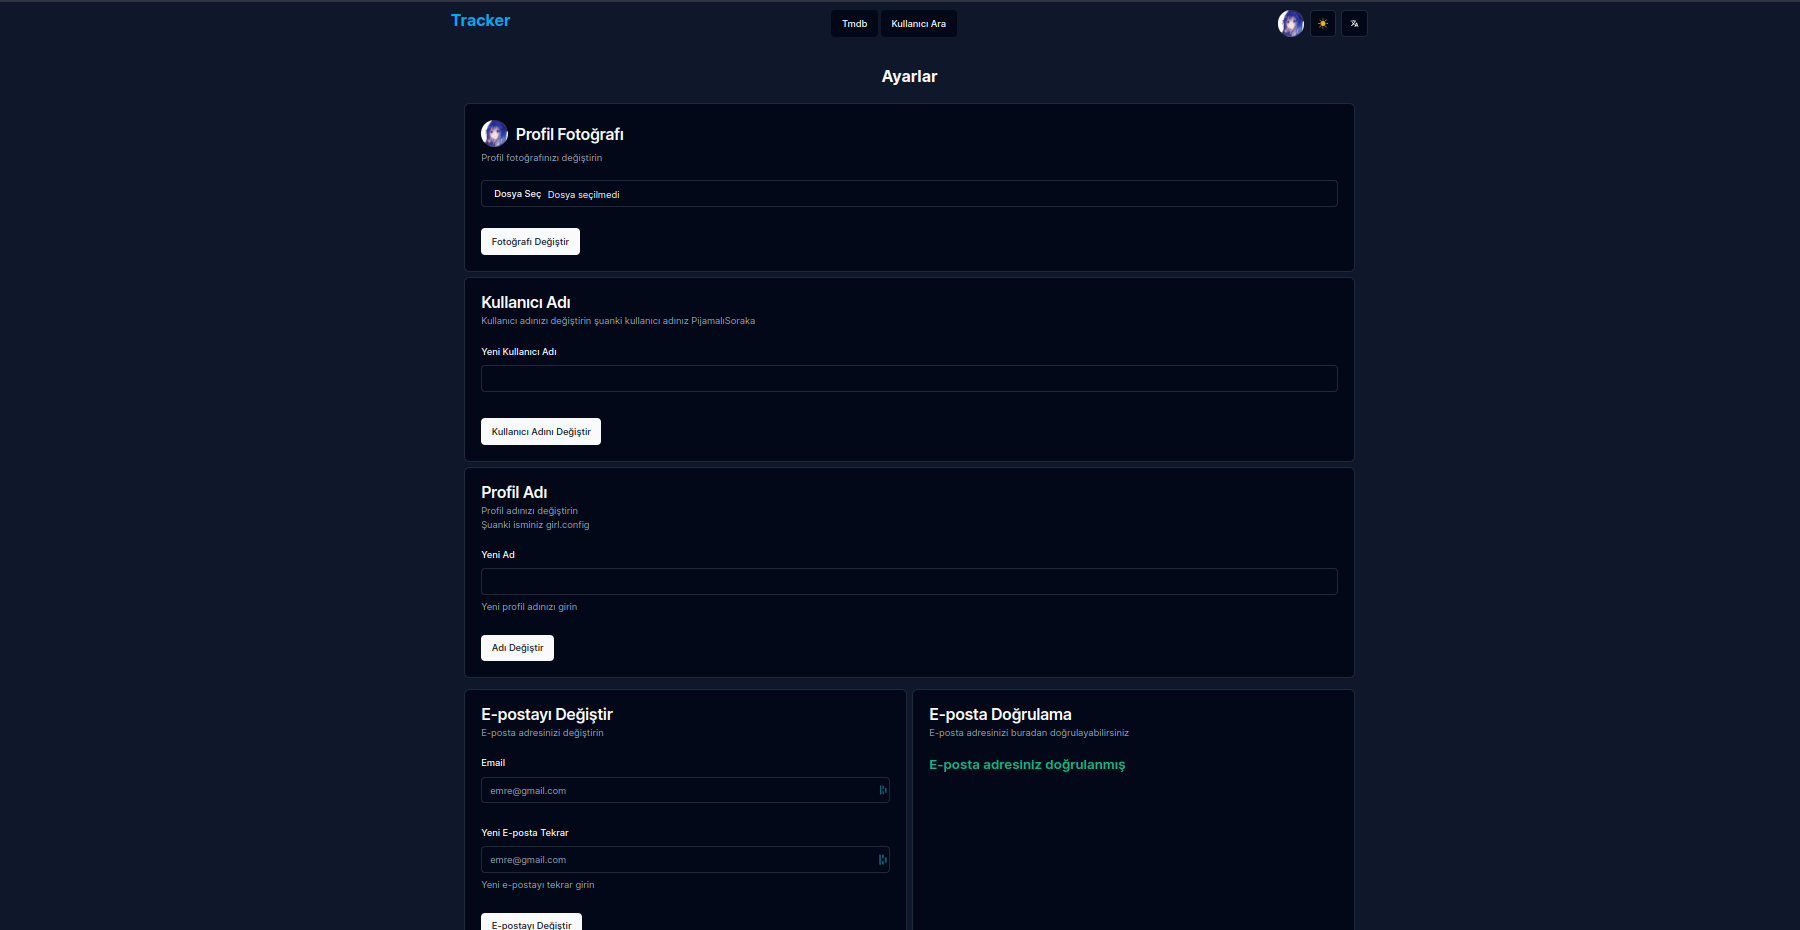 Tracker
Tmdb
Kullanıcı Ara
Ayarlar
Profil Fotoğrafı
Profil fotoğrafınızı değiştirin
Dosya Seç Dosya seçilmedi
Fotoğrafı Değiştir
Kullanıcı Adı
Kullanıcı adınızı değiştirin şuanki kullanıcı adınız PijamalıSoraka
Yeni Kullanıcı Adı
Kullanıcı Adını Değiştir
Profil Adı
Profil adınızı değiştirin
Şuanki isminiz girl.config
Yeni Ad
Yeni profil adınızı girin
Adı Değiştir
E-postayı Değiştir
E-posta adresinizi değiştirin
Email
emre@gmail.com
Yeni E-posta Tekrar
emre@gmail.com
Yeni e-postayı tekrar girin
E-postayı Değiştir
E-posta Doğrulama
E-posta adresinizi buradan doğrulayabilirsiniz
E-posta adresiniz doğrulanmış